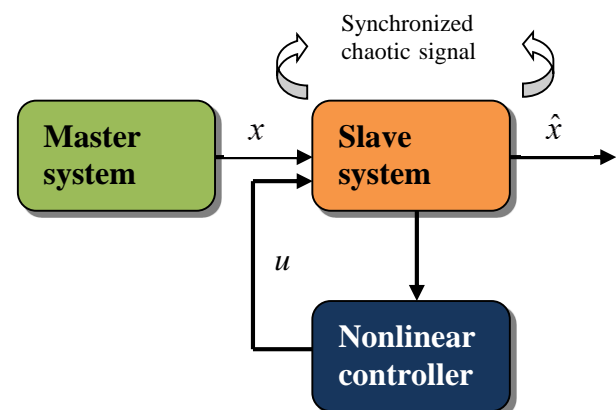 Synchronized
chaotic signal
Master
system
x
Slave
system
x̂
u
Nonlinear
controller